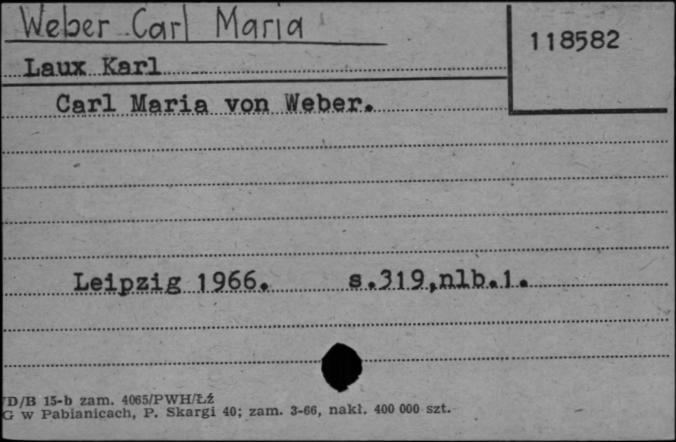 Weber Carl Maria
118582
Laux Karl
Carl Maria von Weber.
Leipzig 1966. s.319,nlb.1.
D/B 15-b zam. 4065/PWH/Łź
G w Pabianicach, P. Skargi 40; zam. 3-66, nakł. 400 000 szt.